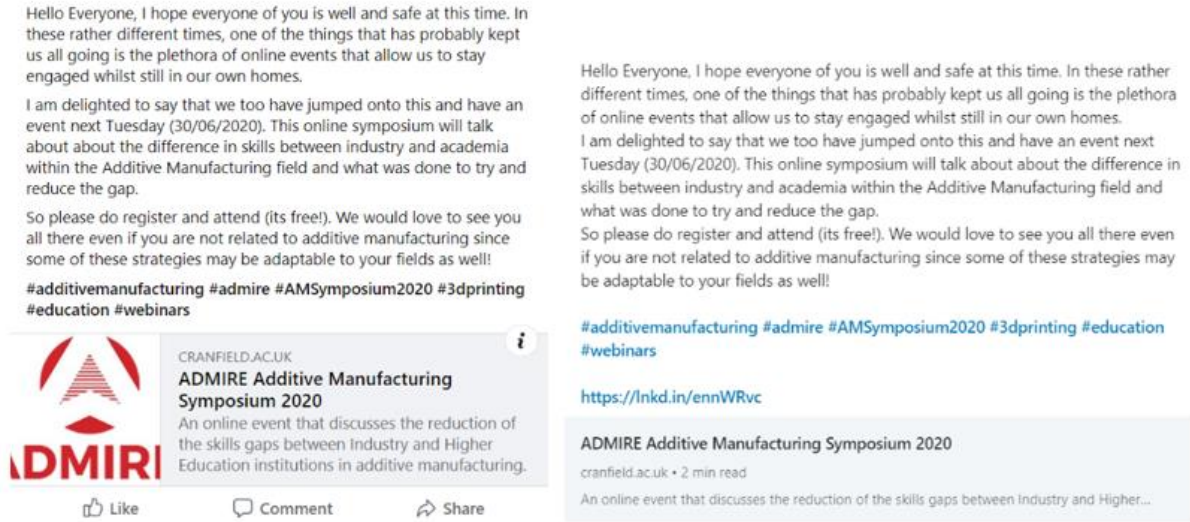 Hello Everyone, I hope everyone of you is well and safe at this time. In
these rather different times, one of the things that has probably kept
us all going is the plethora of online events that allow us to stay
engaged whilst still in our own homes.
I am delighted to say that we too have jumped onto this and have an
event next Tuesday (30/06/2020). This online symposium will talk
about about the difference in skills between industry and academia
within the Additive Manufacturing field and what was done to try and
reduce the gap.
So please do register and attend (its free!). We would love to see you
all there even if you are not related to additive manufacturing since
some of these strategies may be adaptable to your fields as well!
#additivemanufacturing #admire #AMSymposium2020 #3dprinting
#education #webinars
i
CRANFIELD.AC.UK
ADMIRE Additive Manufacturing
Symposium 2020
An online event that discusses the reduction of
the skills gaps between Industry and Higher
Education institutions in additive manufacturing.
ADMIRE
Like Comment Share
Hello Everyone, I hope everyone of you is well and safe at this time. In these rather
different times, one of the things that has probably kept us all going is the plethora
of online events that allow us to stay engaged whilst still in our own homes.
I am delighted to say that we too have jumped onto this and have an event next
Tuesday (30/06/2020). This online symposium will talk about about the difference in
skills between industry and academia within the Additive Manufacturing field and
what was done to try and reduce the gap.
So please do register and attend (its free!). We would love to see you all there even
if you are not related to additive manufacturing since some of these strategies may
be adaptable to your fields as well!
#additivemanufacturing #admire #AMSymposium2020 #3dprinting #education
#webinars
https://lnkd.in/ennWRvc
ADMIRE Additive Manufacturing Symposium 2020
cranfield.ac.uk • 2 min read
An online event that discusses the reduction of the skills gaps between Industry and Higher...